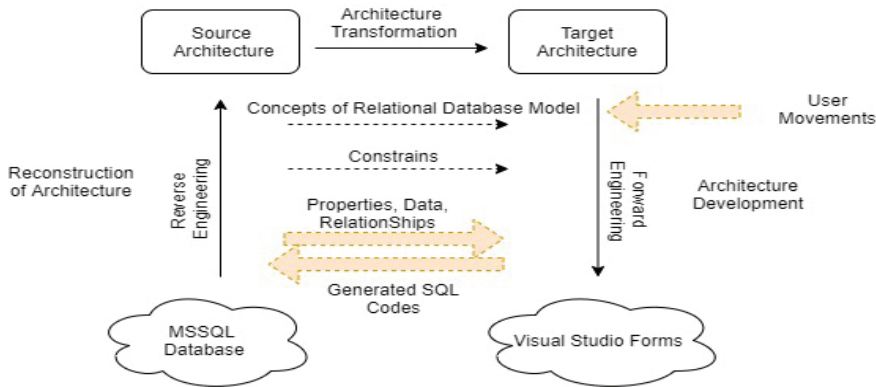 Source
Architecture
Architecture
Transformation
Target
Architecture
Concepts of Relational Database Model
User
Movements
Constrains
Reconstruction
of Architecture
Reverse
Engineering
Forward
Engineering
Architecture
Development
Properties, Data,
RelationShips
Generated SQL
Codes
MSSQL
Database
Visual Studio Forms